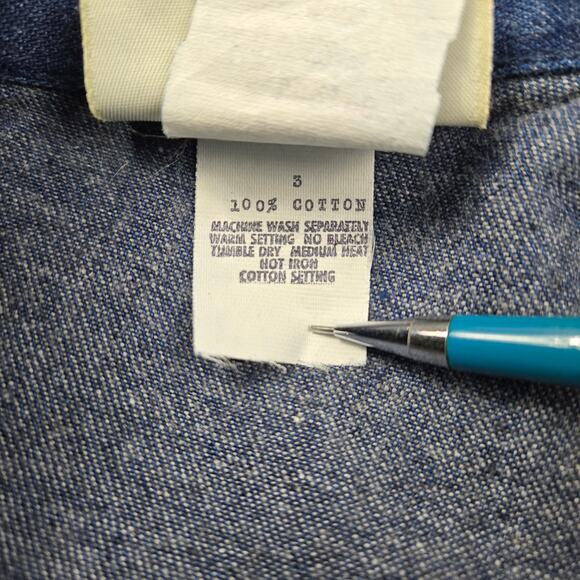 3
100% COTTON
MACHINE WASH SEPARATELY
WARM SETTING NO BLEACH
TUMBLE DRY MEDIUM HEAT
HOT IRON
COTTON SETTING